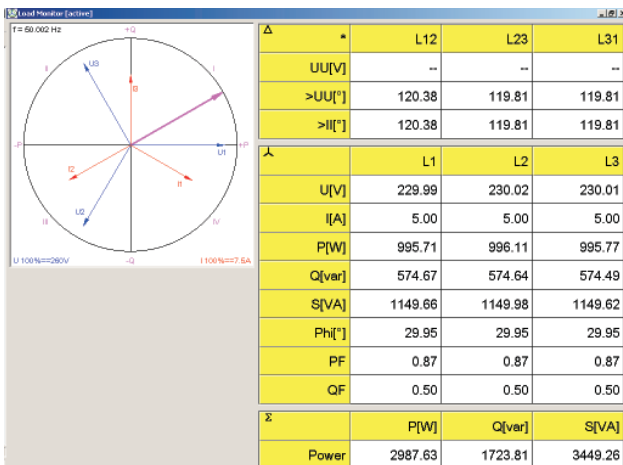 Load Monitor [active]
f = 50.002 Hz
+Q
II
I
U3
I3
-P
+P
U1
I2
I1
U2
III
IV
-Q
U 100%==260V
I 100%==7.5A
Δ * L12 L23 L31
UU[V] -- -- --
>UU[°] 120.38 119.81 119.81
>II[°] 120.38 119.81 119.81
L1 L2 L3
U[V] 229.99 230.02 230.01
I[A] 5.00 5.00 5.00
P[W] 995.71 996.11 995.77
Q[var] 574.67 574.64 574.49
S[VA] 1149.66 1149.98 1149.62
Phi[°] 29.95 29.95 29.95
PF 0.87 0.87 0.87
QF 0.50 0.50 0.50
Σ P[W] Q[var] S[VA]
Power 2987.63 1723.81 3449.26